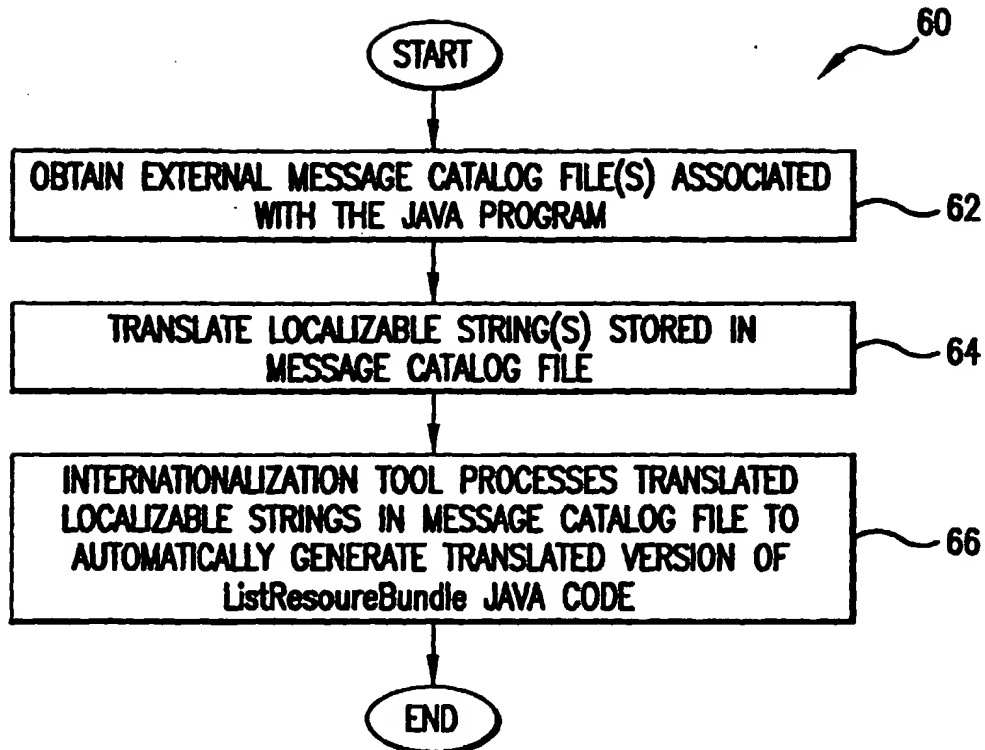 60
START
OBTAIN EXTERNAL MESSAGE CATALOG FILE(S) ASSOCIATED
WITH THE JAVA PROGRAM
62
TRANSLATE LOCALIZABLE STRING(S) STORED IN
MESSAGE CATALOG FILE
64
INTERNATIONALIZATION TOOL PROCESSES TRANSLATED
LOCALIZABLE STRINGS IN MESSAGE CATALOG FILE TO
AUTOMATICALLY GENERATE TRANSLATED VERSION OF
ListResoureBundle JAVA CODE
66
END